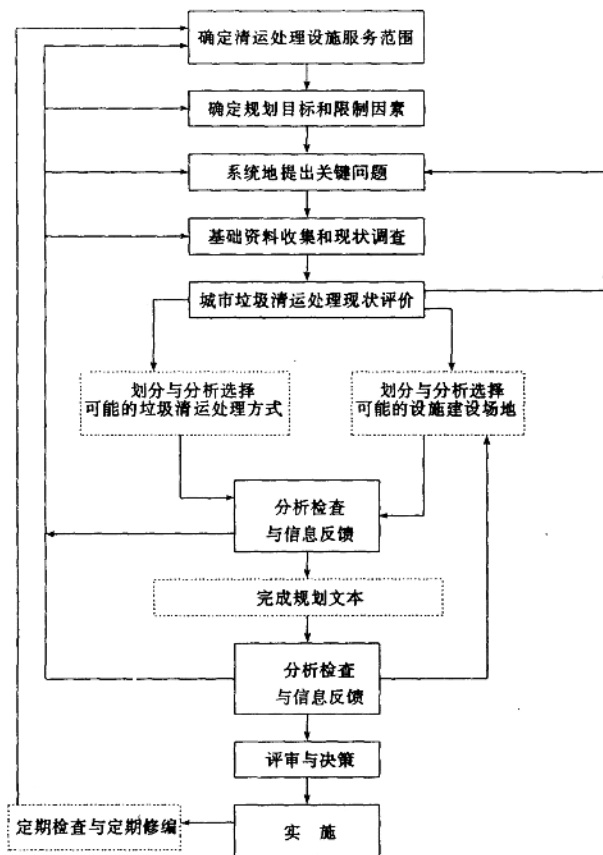 确定清运处理设施服务范围
确定规划目标和限制因素
系统地提出关键问题
基础资料收集和现状调查
城市垃圾清运处理现状评价
划分与分析选择
可能的垃圾清运处理方式
划分与分析选择
可能的设施建设场地
分析检查
与信息反馈
完成规划文本
分析检查
与信息反馈
评审与决策
定期检查与定期修编
实 施